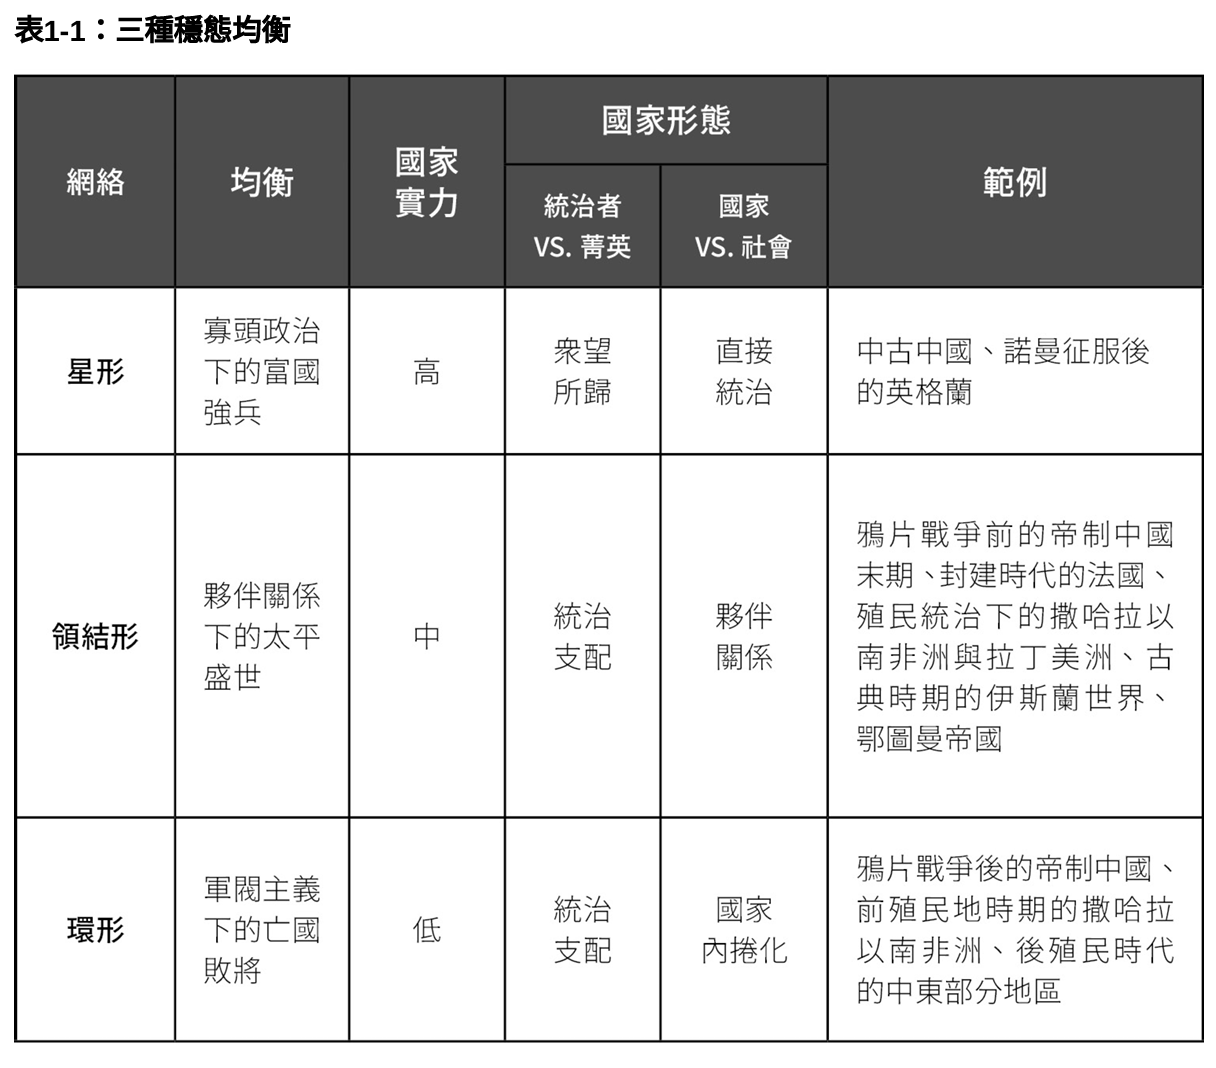 表1-1：三種穩態均衡
網絡
均衡
國家
實力
國家形態
統治者
VS. 菁英
國家
VS. 社會
範例
星形
寡頭政治
下的富國
強兵
高
眾望
所歸
直接
統治
中古中國、諾曼征服後
的英格蘭
領結形
夥伴關係
下的太平
盛世
中
統治
支配
夥伴
關係
鴉片戰爭前的帝制中國
末期、封建時代的法國、
殖民統治下的撒哈拉以
南非洲與拉丁美洲、古
典時期的伊斯蘭世界、
鄂圖曼帝國
環形
軍閥主義
下的亡國
敗將
低
統治
支配
國家
內捲化
鴉片戰爭後的帝制中國、
前殖民地時期的撒哈拉
以南非洲、後殖民時代
的中東部分地區